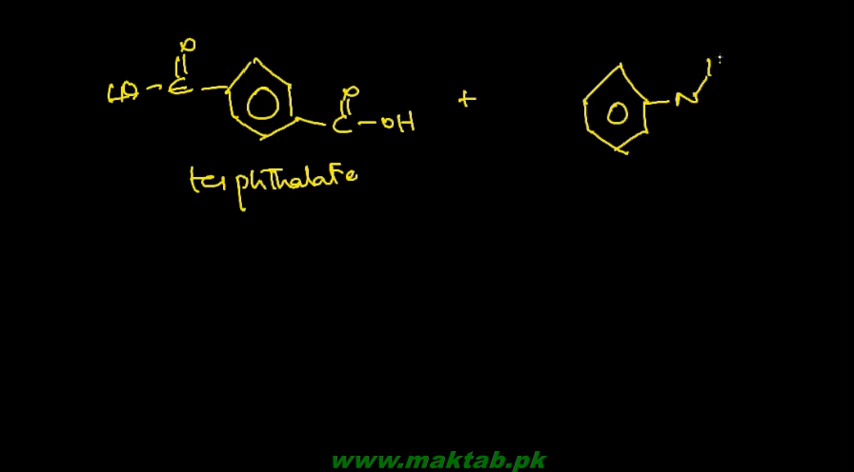 O O
HO - C - C - OH + N
terphthalate
www.maktab.pk